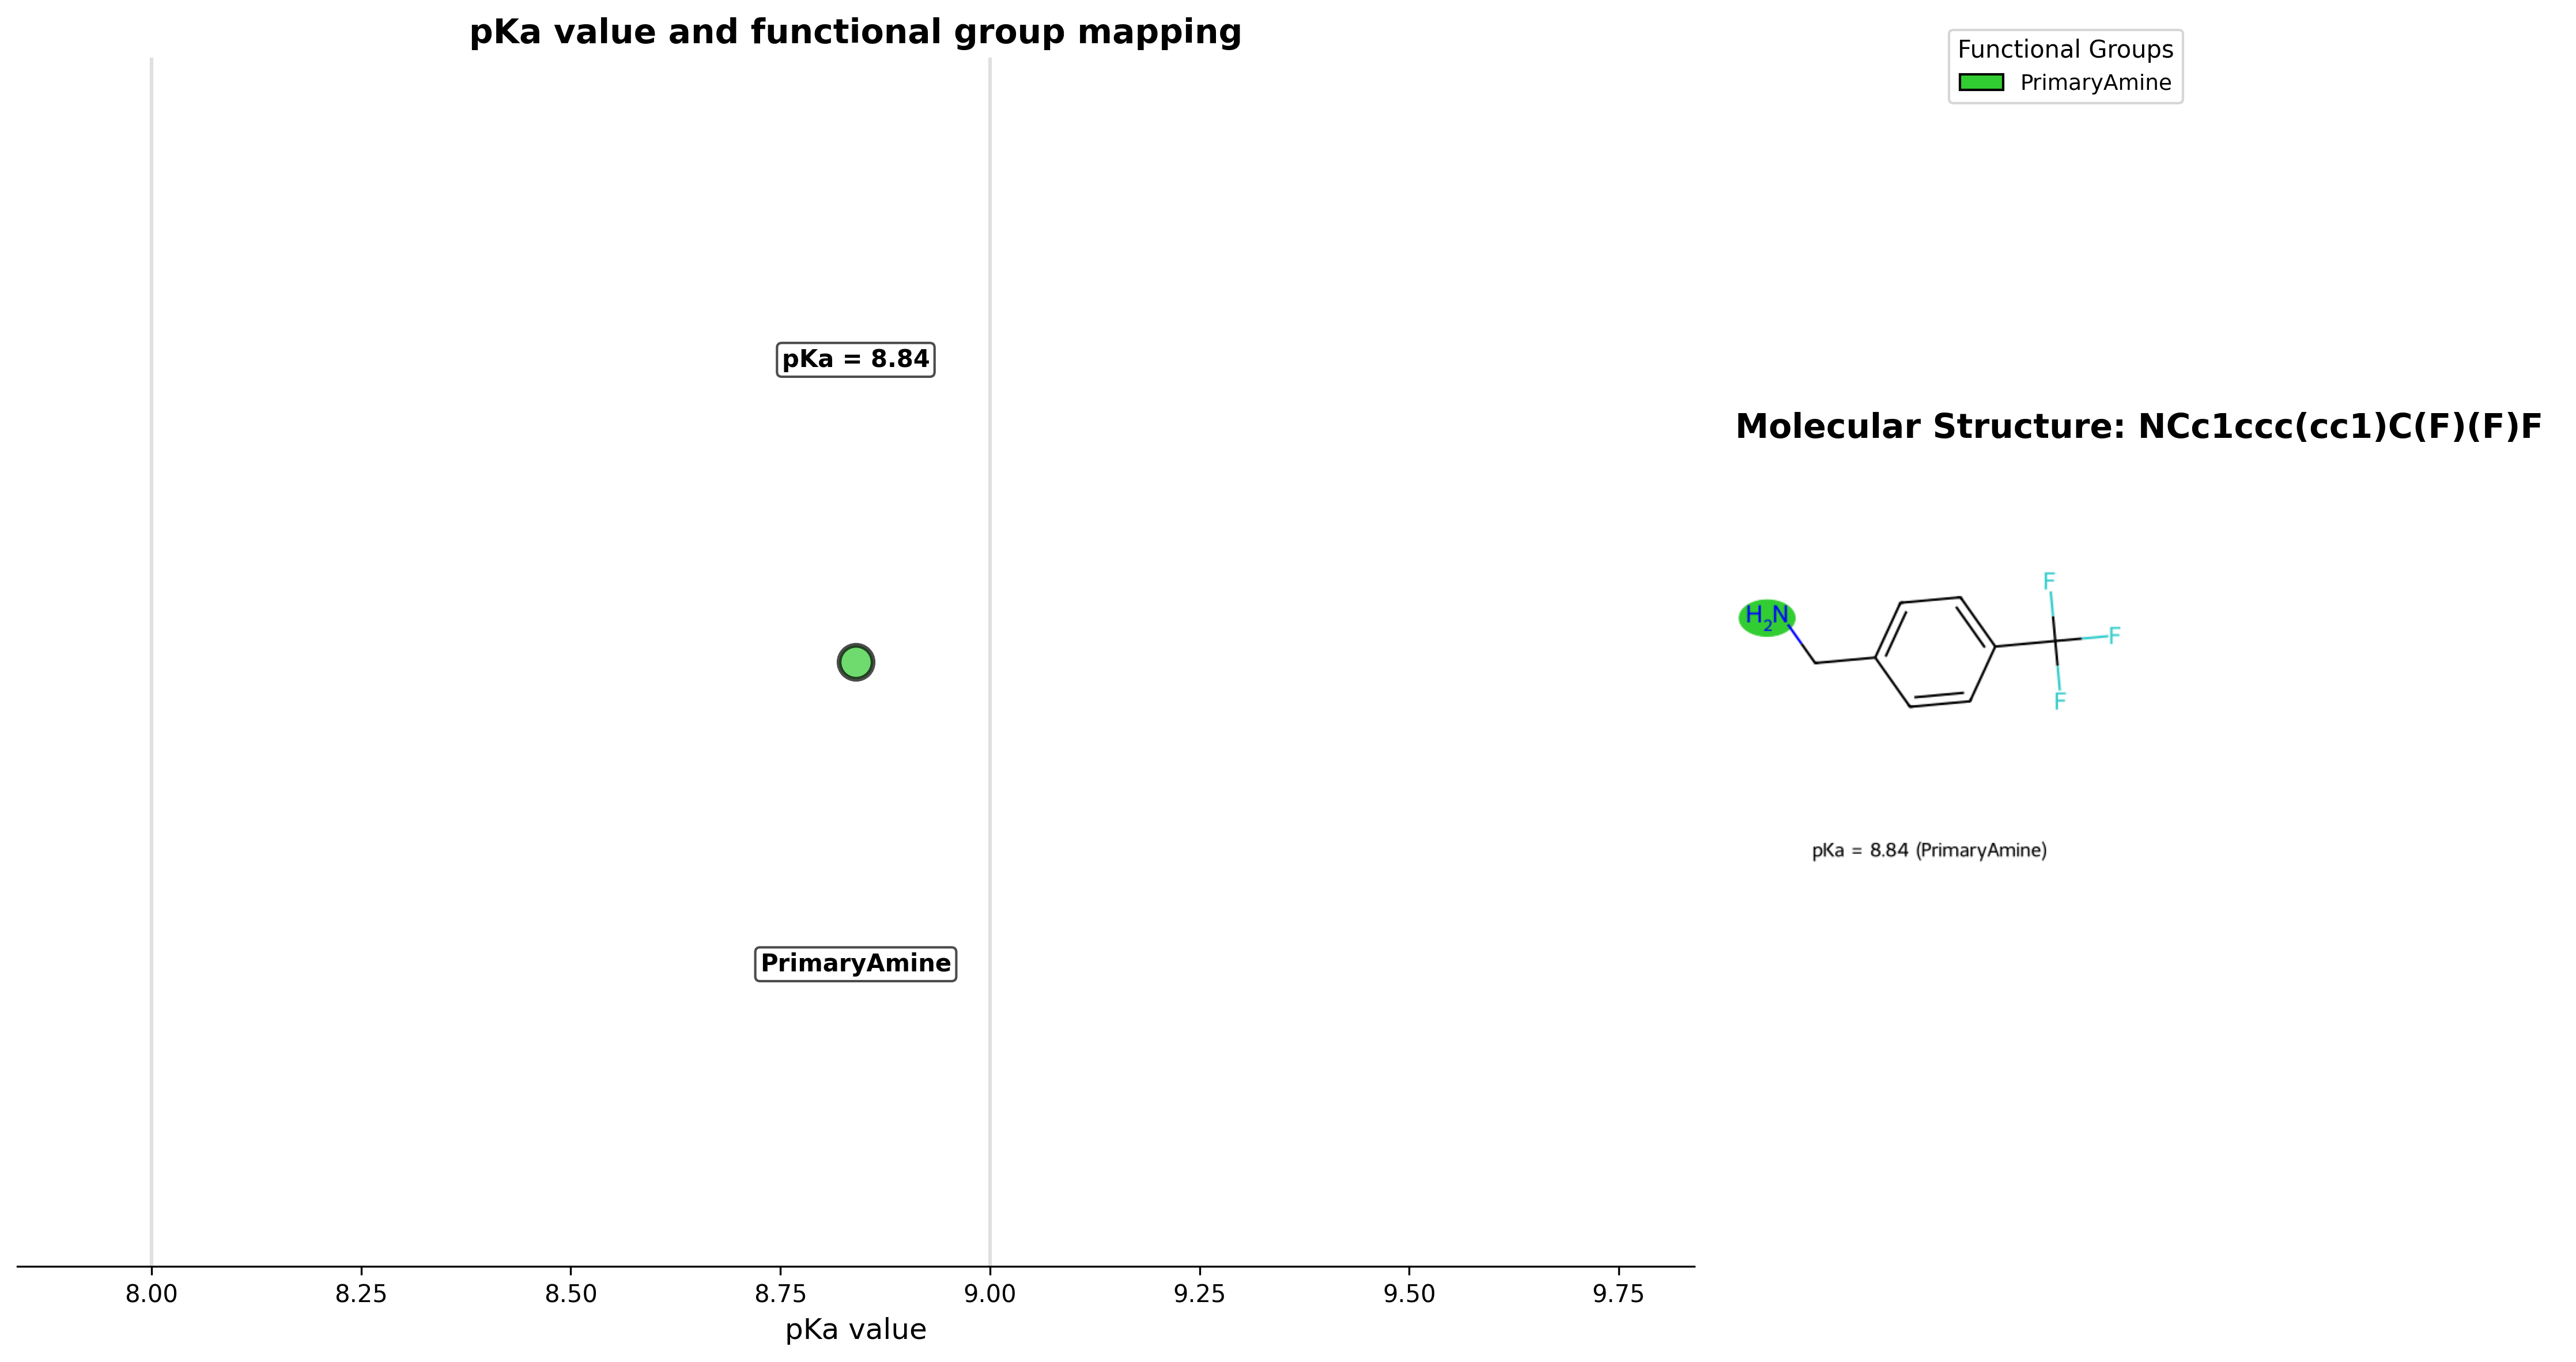 pKa value and functional group mapping
pKa = 8.84
PrimaryAmine
8.00 8.25 8.50 8.75 9.00 9.25 9.50 9.75
pKa value
Functional Groups
PrimaryAmine
Molecular Structure: NCc1ccc(cc1)C(F)(F)F
F
H2N
F
F
pKa = 8.84 (PrimaryAmine)